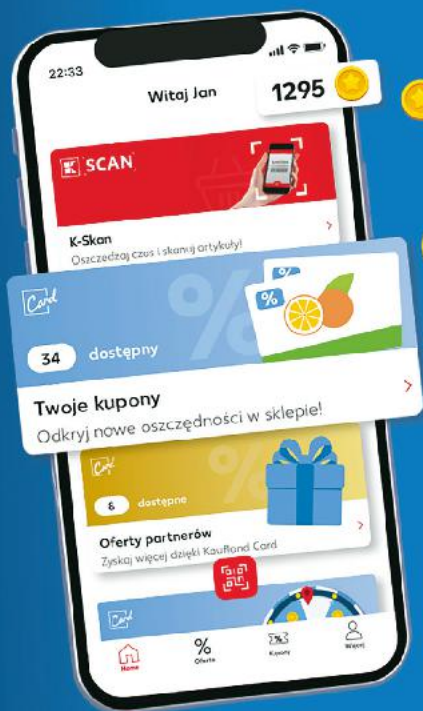 22:33
Witaj Jan
1295
K SCAN
K-Skan
Oszczędzaj czas i skanuj artykuły!
Card
%
%
34 dostępny
Twoje kupony
Odkryj nowe oszczędności w sklepie!
Card
%
6 dostępne
Oferty partnerów
Zyskaj więcej dzięki Kaufland Card
Card
Home
%
Oferta
%
Kupony
Więcej